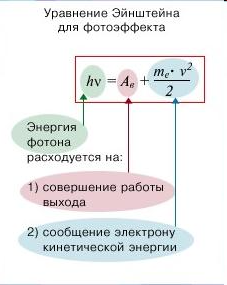 Уравнение Эйнштейна
для фотоэффекта
hν = Aв + mₑ· v² / 2
Энергия
фотона
расходуется на:
1) совершение работы
выхода
2) сообщение электрону
кинетической энергии